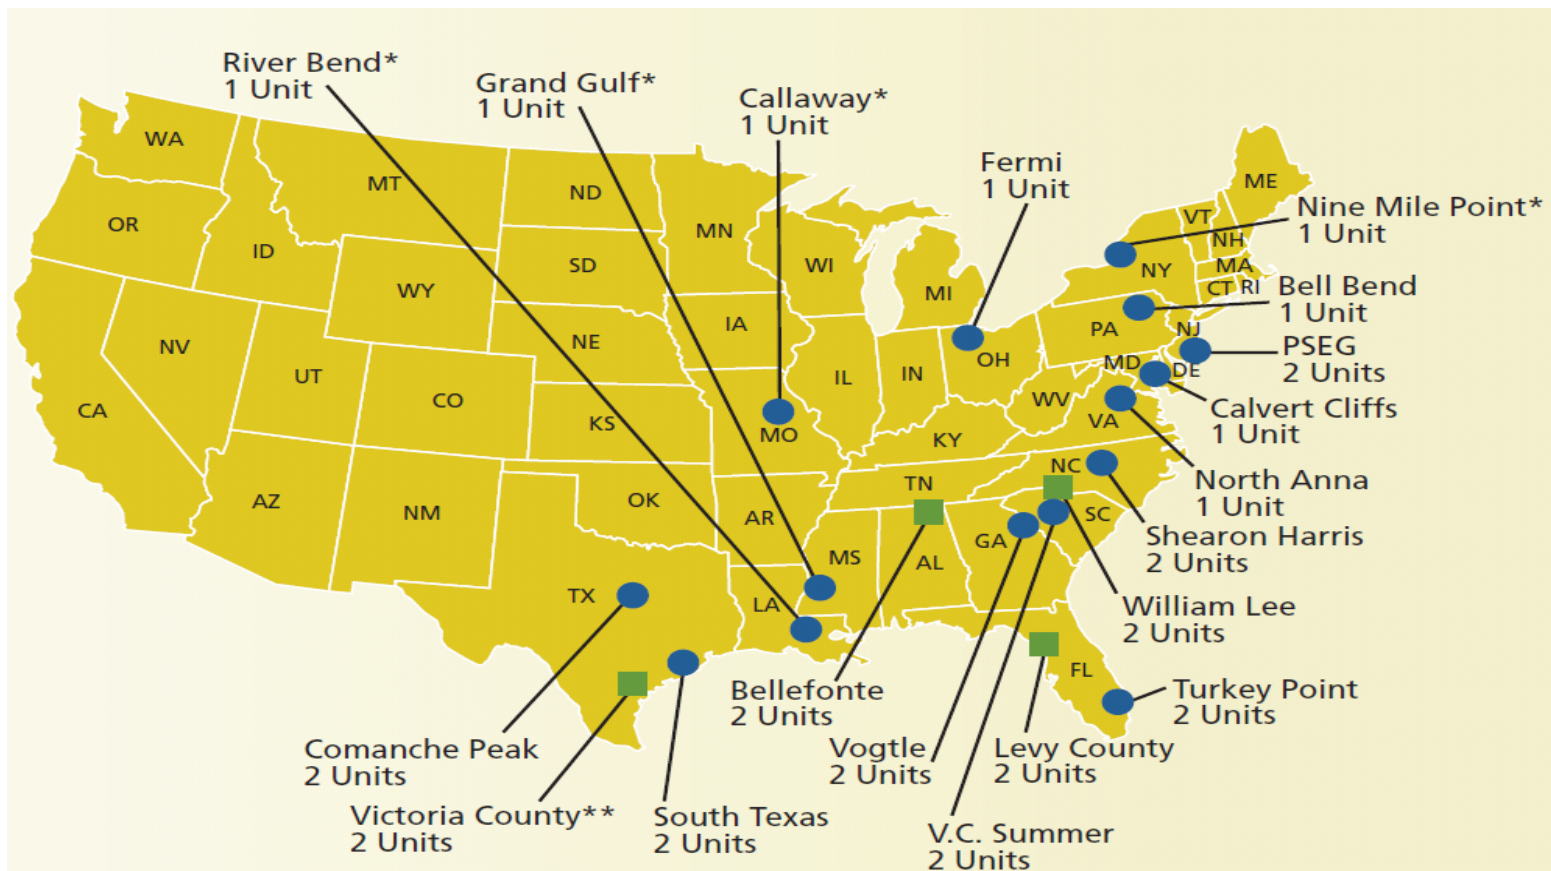 River Bend*
1 Unit
Grand Gulf*
1 Unit
Callaway*
1 Unit
Fermi
1 Unit
Nine Mile Point*
1 Unit
Bell Bend
1 Unit
PSEG
2 Units
Calvert Cliffs
1 Unit
North Anna
1 Unit
Shearon Harris
2 Units
William Lee
2 Units
Turkey Point
2 Units
Levy County
2 Units
V.C. Summer
2 Units
Vogtle
2 Units
Bellefonte
2 Units
South Texas
2 Units
Victoria County**
2 Units
Comanche Peak
2 Units
WA
OR
CA
NV
ID
MT
WY
UT
AZ
CO
NM
ND
SD
NE
KS
OK
TX
MN
IA
MO
AR
LA
WI
IL
MS
MI
IN
OH
KY
TN
AL
GA
FL
SC
NC
VA
WV
PA
MD
DE
NJ
NY
CT
RI
MA
VT
NH
ME